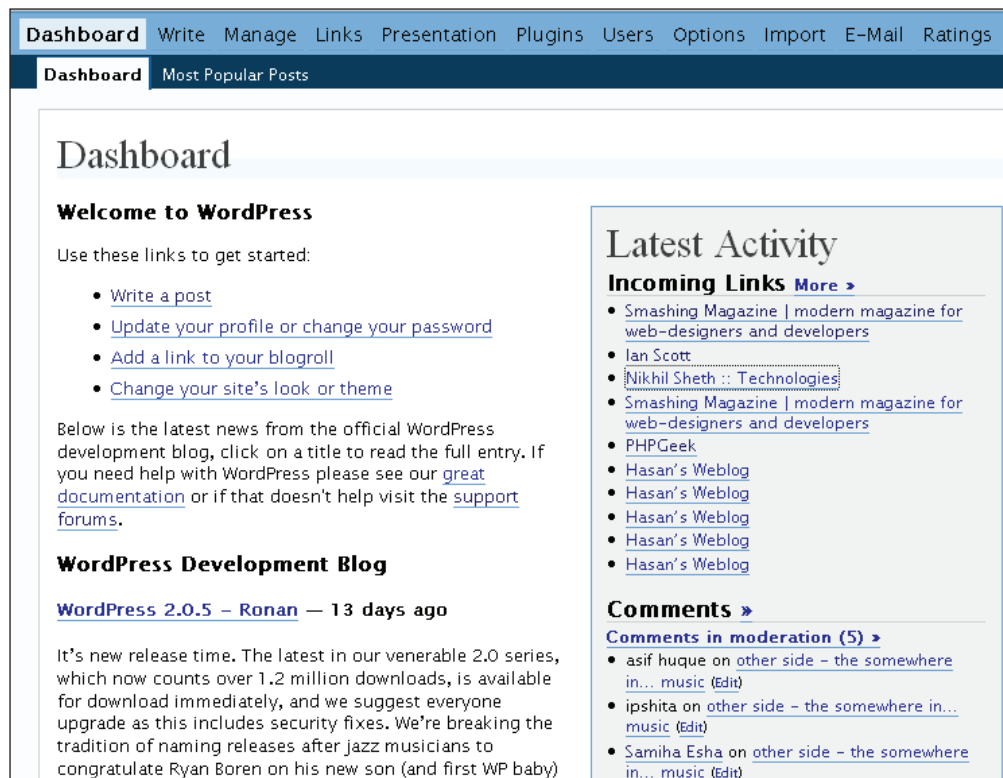 Dashboard Write Manage Links Presentation Plugins Users Options Import E-Mail Ratings
Dashboard Most Popular Posts
Dashboard
Welcome to WordPress
Use these links to get started:
• Write a post
• Update your profile or change your password
• Add a link to your blogroll
• Change your site's look or theme
Below is the latest news from the official WordPress
development blog, click on a title to read the full entry. If
you need help with WordPress please see our great
documentation or if that doesn't help visit the support
forums.
WordPress Development Blog
WordPress 2.0.5 – Ronan — 13 days ago
It's new release time. The latest in our venerable 2.0 series,
which now counts over 1.2 million downloads, is available
for download immediately, and we suggest everyone
upgrade as this includes security fixes. We're breaking the
tradition of naming releases after jazz musicians to
congratulate Ryan Boren on his new son (and first WP baby)
Latest Activity
Incoming Links More »
• Smashing Magazine | modern magazine for
web-designers and developers
• Ian Scott
• Nikhil Sheth :: Technologies
• Smashing Magazine | modern magazine for
web-designers and developers
• PHPGeek
• Hasan's Weblog
• Hasan's Weblog
• Hasan's Weblog
• Hasan's Weblog
• Hasan's Weblog
Comments »
Comments in moderation (5) »
• asif huque on other side – the somewhere
in... music (Edit)
• ipshita on other side – the somewhere in...
music (Edit)
• Samiha Esha on other side – the somewhere
in... music (Edit)